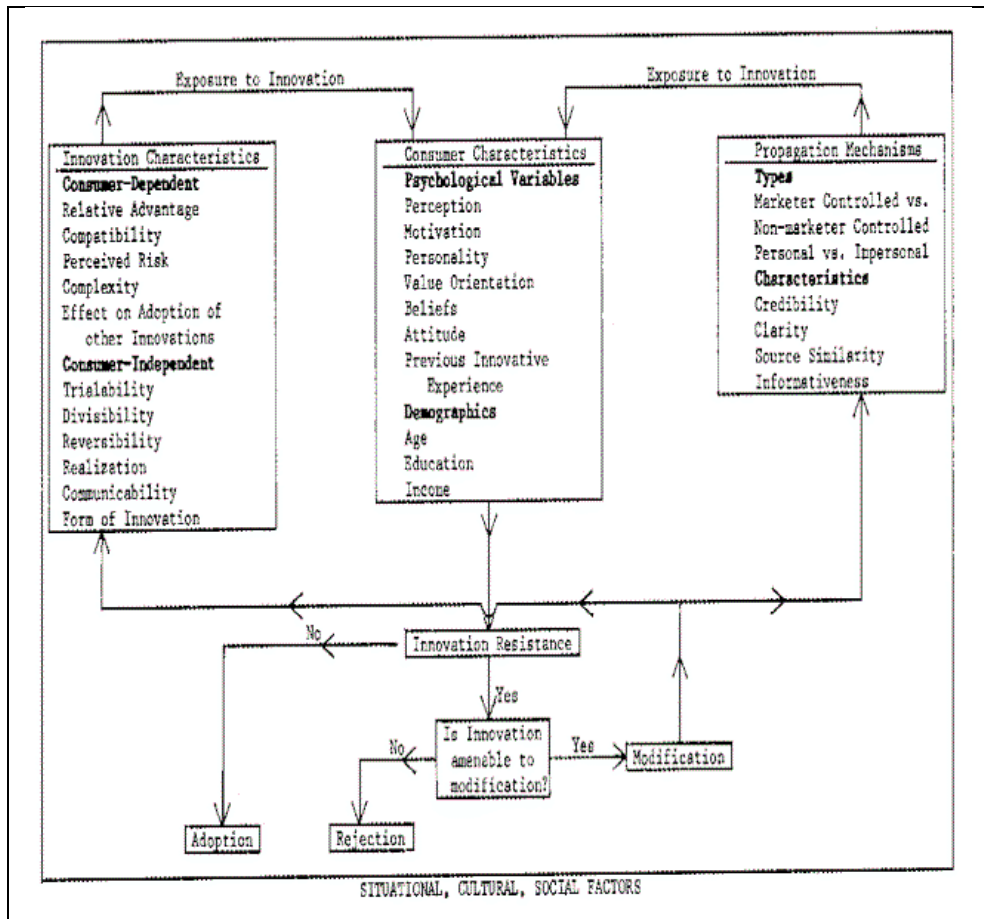 Exposure to Innovation
Exposure to Innovation
Innovation Characteristics
Consumer-Dependent
Relative Advantage
Compatibility
Perceived Risk
Complexity
Effect on Adoption of
other Innovations
Consumer-Independent
Trialability
Divisibility
Reversibility
Realization
Communicability
Form of Innovation
Consumer Characteristics
Psychological Variables
Perception
Motivation
Personality
Value Orientation
Beliefs
Attitude
Previous Innovative
Experience
Demographics
Age
Education
Income
Propagation Mechanisms
Types
Marketer Controlled vs.
Non-marketer Controlled
Personal vs. Impersonal
Characteristics
Credibility
Clarity
Source Similarity
Informativeness
No
Innovation Resistance
Yes
No
Is Innovation
amenable to
modification?
Yes
Modification
Adoption
Rejection
SITUATIONAL, CULTURAL, SOCIAL FACTORS